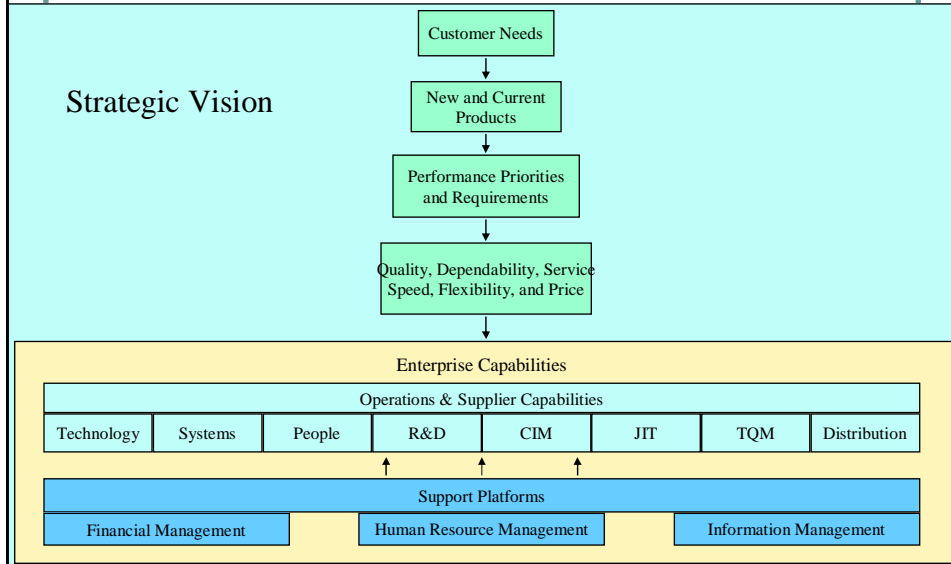 Customer Needs
Strategic Vision
New and Current
Products
Performance Priorities
and Requirements
Quality, Dependability, Service
Speed, Flexibility, and Price
Enterprise Capabilities
Operations & Supplier Capabilities
Technology Systems People R&D CIM JIT TQM Distribution
Support Platforms
Financial Management Human Resource Management Information Management